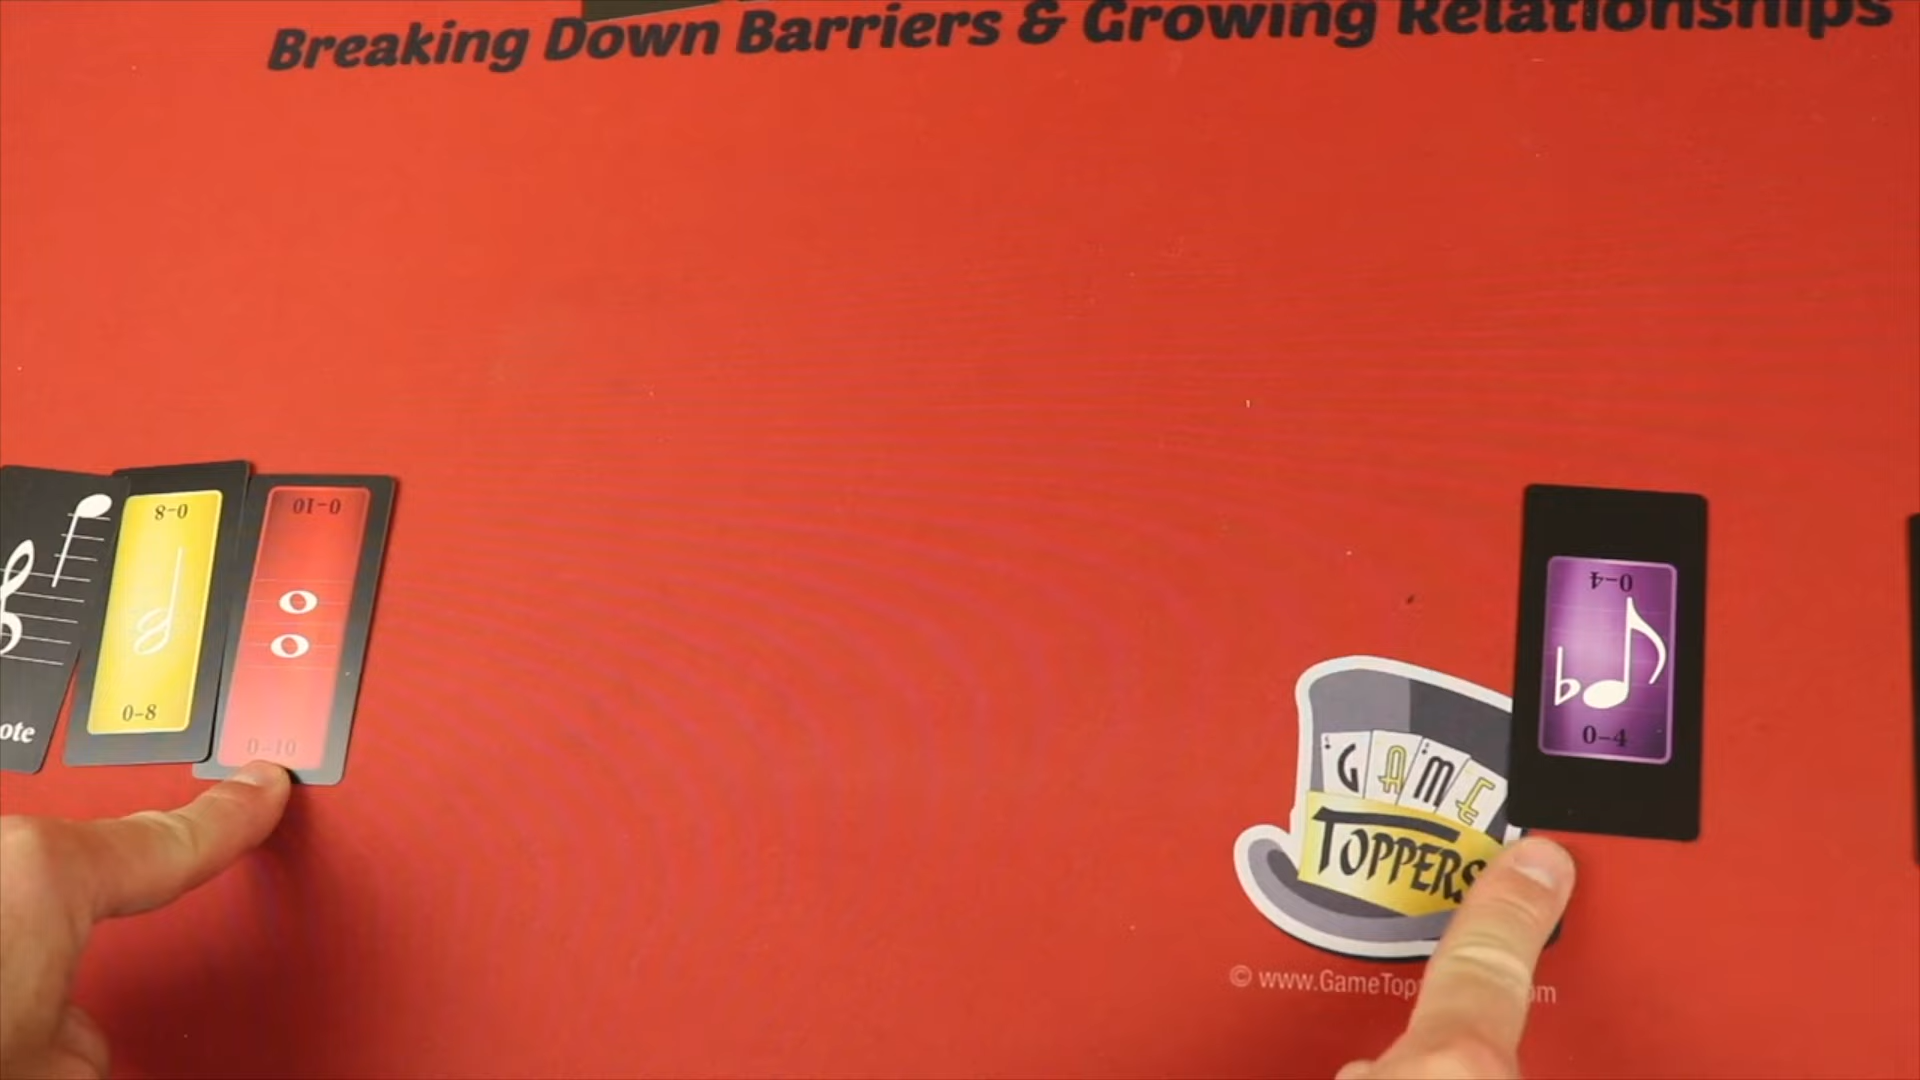 Breaking Down Barriers & Growing Relationships
0-8
0-10
0-4
0-8
0-10
0-4
ote
GAME
TOPPERS
© www.GameTop
om